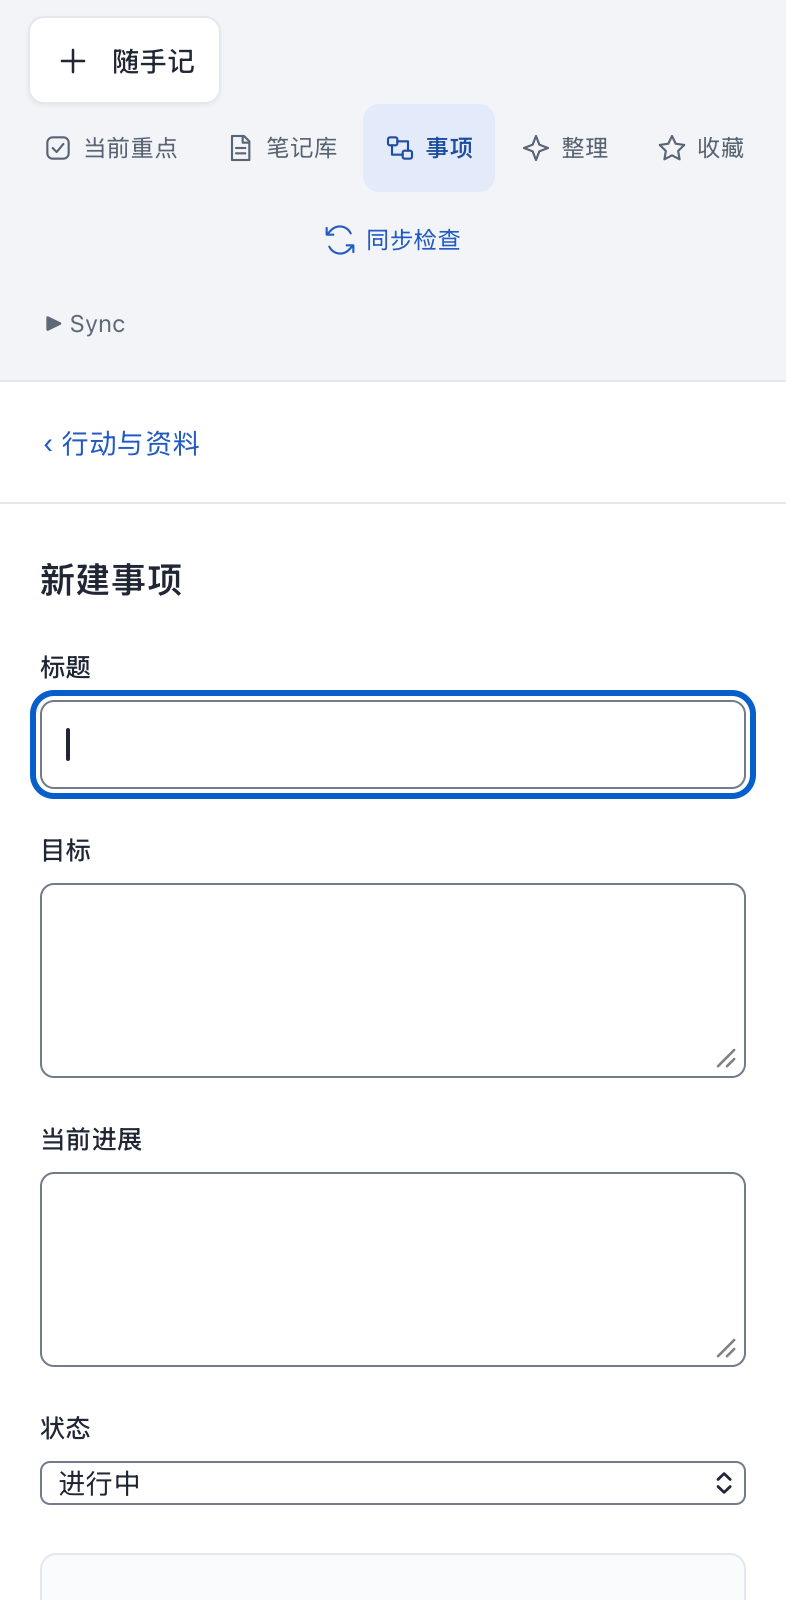 随手记
当前重点 笔记库 事项 整理 收藏
同步检查
Sync
‹ 行动与资料
新建事项
标题
目标
当前进展
状态
进行中